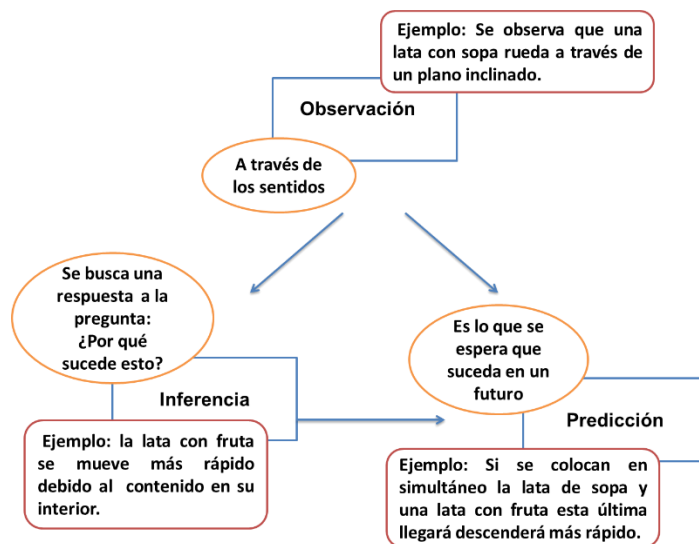 Ejemplo: Se observa que una
lata con sopa rueda a través de
un plano inclinado.
Observación
A través de
los sentidos
Se busca una
respuesta a la
pregunta:
¿Por qué
sucede esto?
Inferencia
Ejemplo: la lata con fruta
se mueve más rápido
debido al contenido en su
interior.
Es lo que se
espera que
suceda en un
futuro
Predicción
Ejemplo: Si se colocan en
simultáneo la lata de sopa y
una lata con fruta esta última
llegará descenderá más rápido.